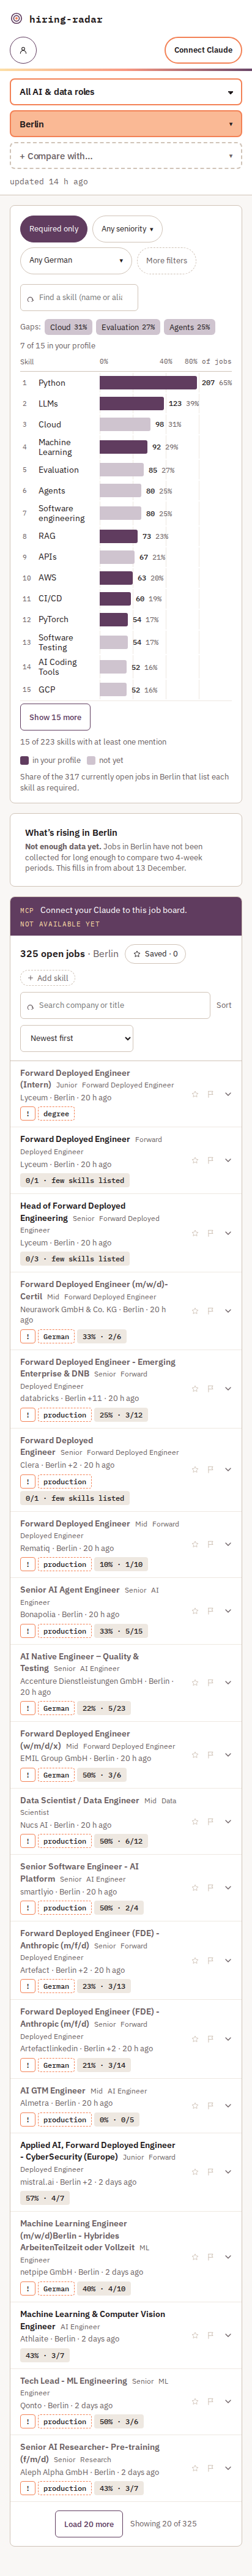 hiring-radar
Connect Claude
All AI & data roles
Berlin
+ Compare with...
updated 14 h ago
Required only
Any seniority
Any German
More filters
Find a skill (name or ali
Gaps: Cloud 31% Evaluation 27% Agents 25%
7 of 15 in your profile
Skill 0% 40% 80% of jobs
1 Python 207 65%
2 LLMs 123 39%
3 Cloud 98 31%
4 Machine Learning 92 29%
5 Evaluation 85 27%
6 Agents 80 25%
7 Software engineering 80 25%
8 RAG 73 23%
9 APIs 67 21%
10 AWS 63 20%
11 CI/CD 60 19%
12 PyTorch 54 17%
13 Software Testing 54 17%
14 AI Coding Tools 52 16%
15 GCP 52 16%
Show 15 more
15 of 223 skills with at least one mention
in your profile not yet
Share of the 317 currently open jobs in Berlin that list each
skill as required.
What's rising in Berlin
Not enough data yet. Jobs in Berlin have not been
collected for long enough to compare two 4-week
periods. This fills in from about 13 December.
MCP Connect your Claude to this job board.
NOT AVAILABLE YET
325 open jobs · Berlin Saved · 0
+ Add skill
Search company or title Sort
Newest first
Forward Deployed Engineer
(Intern) Junior Forward Deployed Engineer
Lyceum · Berlin · 20 h ago
! degree
Forward Deployed Engineer Forward
Deployed Engineer
Lyceum · Berlin · 20 h ago
0/1 · few skills listed
Head of Forward Deployed
Engineering Senior Forward Deployed
Engineer
Lyceum · Berlin · 20 h ago
0/3 · few skills listed
Forward Deployed Engineer (m/w/d)-
Certil Mid Forward Deployed Engineer
Neurawork GmbH & Co. KG · Berlin · 20 h
ago
! German 33% · 2/6
Forward Deployed Engineer - Emerging
Enterprise & DNB Senior Forward
Deployed Engineer
databricks · Berlin +11 · 20 h ago
! production 25% · 3/12
Forward Deployed
Engineer Senior Forward Deployed Engineer
Clera · Berlin +2 · 20 h ago
! production
0/1 · few skills listed
Forward Deployed Engineer Mid Forward
Deployed Engineer
Rematiq · Berlin · 20 h ago
! production 10% · 1/10
Senior AI Agent Engineer Senior AI
Engineer
Bonapolia · Berlin · 20 h ago
! production 33% · 5/15
AI Native Engineer – Quality &
Testing Senior AI Engineer
Accenture Dienstleistungen GmbH · Berlin ·
20 h ago
! German 22% · 5/23
Forward Deployed Engineer
(w/m/d/x) Mid Forward Deployed Engineer
EMIL Group GmbH · Berlin · 20 h ago
! German 50% · 3/6
Data Scientist / Data Engineer Mid Data
Scientist
Nucs AI · Berlin · 20 h ago
! production 50% · 6/12
Senior Software Engineer - AI
Platform Senior AI Engineer
smartlyio · Berlin · 20 h ago
! production 50% · 2/4
Forward Deployed Engineer (FDE) -
Anthropic (m/f/d) Senior Forward
Deployed Engineer
Artefact · Berlin +2 · 20 h ago
! German 23% · 3/13
Forward Deployed Engineer (FDE) -
Anthropic (m/f/d) Senior Forward
Deployed Engineer
Artefactlinkedin · Berlin +2 · 20 h ago
! German 21% · 3/14
AI GTM Engineer Mid AI Engineer
Almetra · Berlin · 20 h ago
! production 0% · 0/5
Applied AI, Forward Deployed Engineer
- CyberSecurity (Europe) Junior Forward
Deployed Engineer
mistral.ai · Berlin +2 · 2 days ago
57% · 4/7
Machine Learning Engineer
(m/w/d)Berlin - Hybrides
ArbeitenTeilzeit oder Vollzeit ML
Engineer
netpipe GmbH · Berlin · 2 days ago
! German 40% · 4/10
Machine Learning & Computer Vision
Engineer AI Engineer
Athlaite · Berlin · 2 days ago
43% · 3/7
Tech Lead - ML Engineering Senior ML
Engineer
Qonto · Berlin · 2 days ago
! production 50% · 3/6
Senior AI Researcher- Pre-training
(f/m/d) Senior Research
Aleph Alpha GmbH · Berlin · 2 days ago
! production 43% · 3/7
Load 20 more Showing 20 of 325